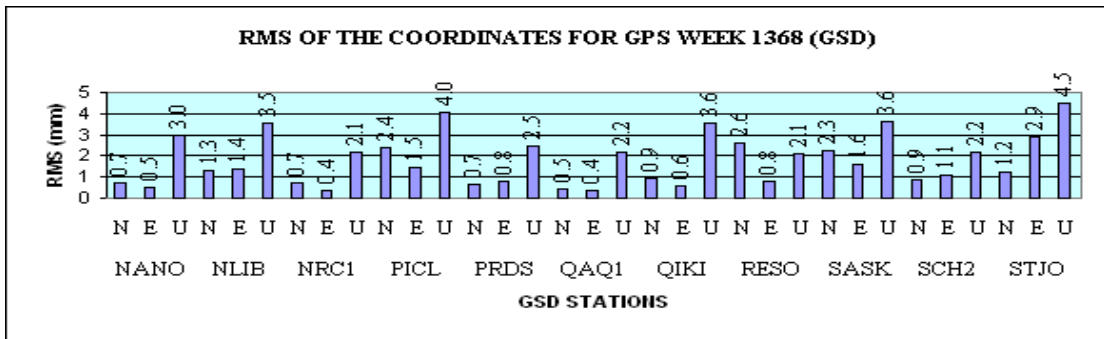 RMS OF THE COORDINATES FOR GPS WEEK 1368 (GSD)
RMS (mm)
5
4
3
2
1
0
0.7 0.5 3.0 1.3 1.4 3.5 0.7 0.4 2.1 2.4 1.5 4.0 0.7 0.8 2.5 0.5 0.4 2.2 0.9 0.6 3.6 2.6 0.8 2.1 2.3 1.6 3.6 0.9 1.1 2.2 1.2 2.9 4.5
N E U N E U N E U N E U N E U N E U N E U N E U N E U N E U N E U
NANO NLIB NRC1 PICL PRDS QAQ1 QIKI RESO SASK SCH2 STJO
GSD STATIONS